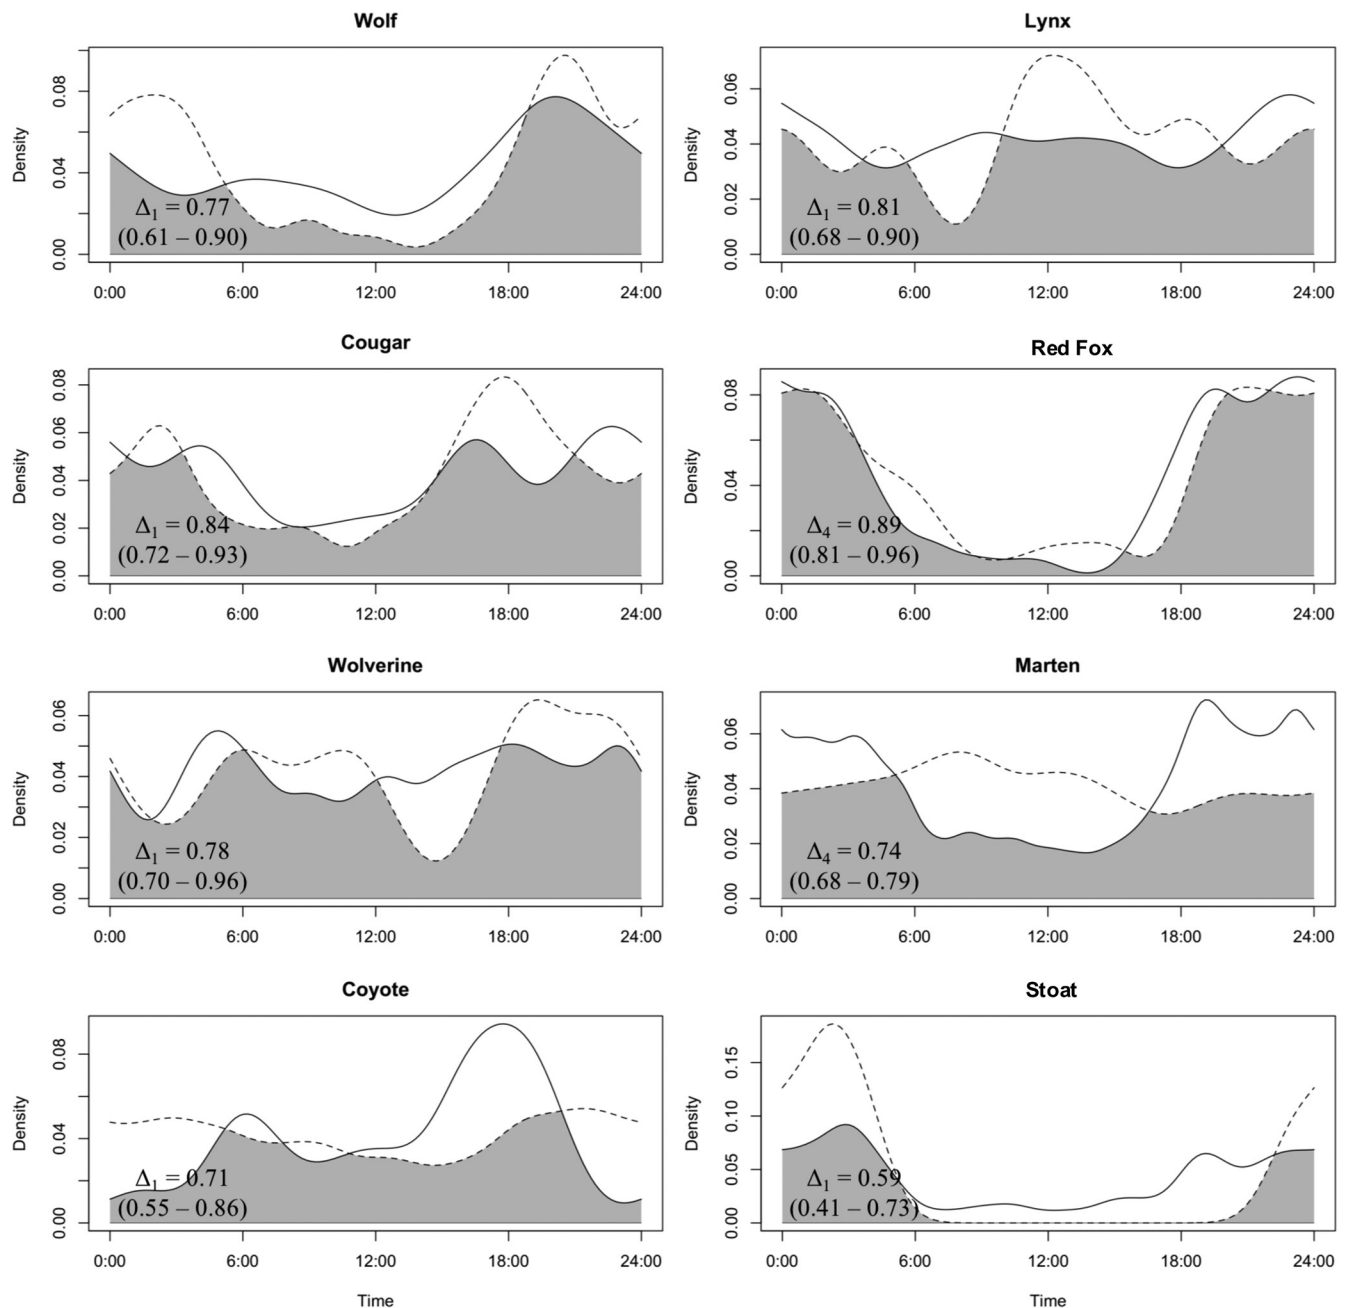 Wolf
Density
0.00 0.04 0.08
Δ1 = 0.77
(0.61 – 0.90)
0:00 6:00 12:00 18:00 24:00
Lynx
Density
0.00 0.02 0.04 0.06
Δ1 = 0.81
(0.68 – 0.90)
0:00 6:00 12:00 18:00 24:00
Cougar
Density
0.00 0.02 0.04 0.06 0.08
Δ1 = 0.84
(0.72 – 0.93)
0:00 6:00 12:00 18:00 24:00
Red Fox
Density
0.00 0.04 0.08
Δ4 = 0.89
(0.81 – 0.96)
0:00 6:00 12:00 18:00 24:00
Wolverine
Density
0.00 0.02 0.04 0.06
Δ1 = 0.78
(0.70 – 0.96)
0:00 6:00 12:00 18:00 24:00
Marten
Density
0.00 0.02 0.04 0.06
Δ4 = 0.74
(0.68 – 0.79)
0:00 6:00 12:00 18:00 24:00
Coyote
Density
0.00 0.04 0.08
Δ1 = 0.71
(0.55 – 0.86)
0:00 6:00 12:00 18:00 24:00
Time
Stoat
Density
0.00 0.05 0.10 0.15
Δ1 = 0.59
(0.41 – 0.73)
0:00 6:00 12:00 18:00 24:00
Time